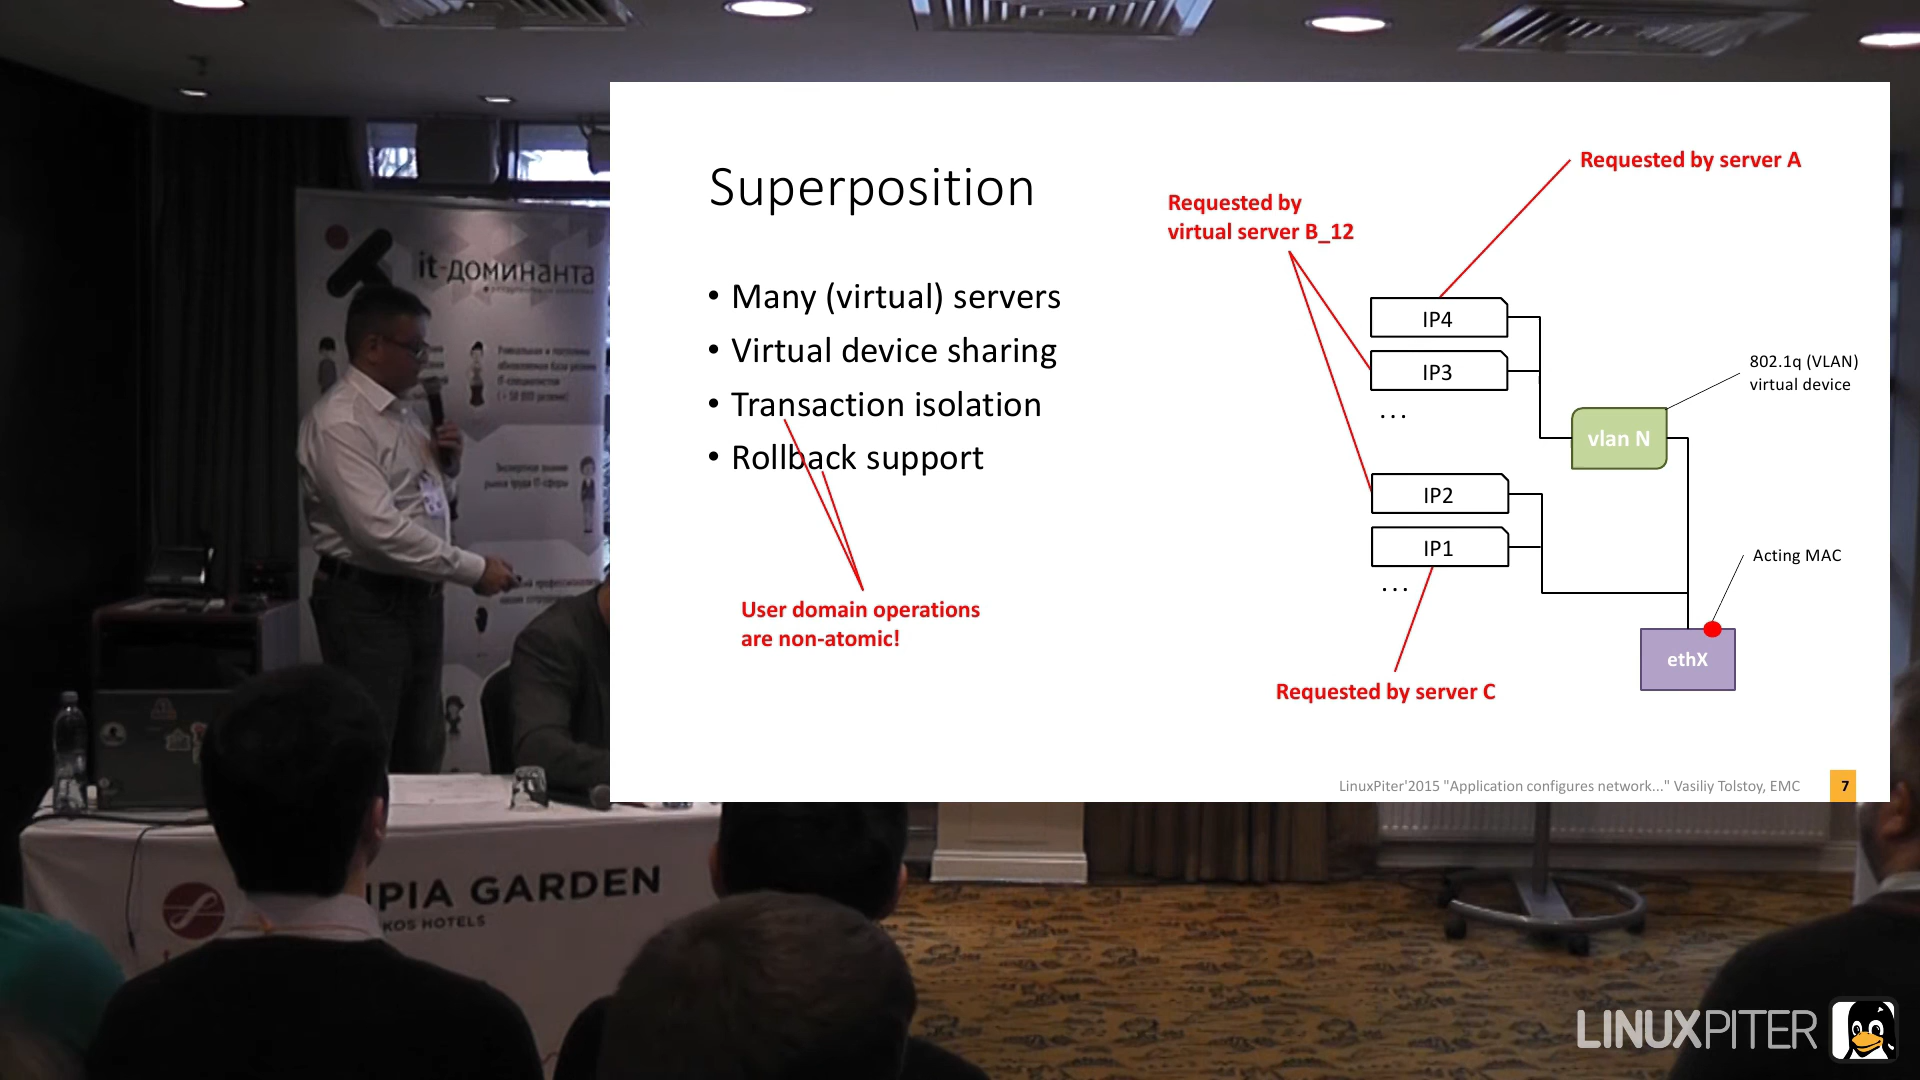 Superposition
• Many (virtual) servers
• Virtual device sharing
• Transaction isolation
• Rollback support
User domain operations
are non-atomic!
Requested by
virtual server B_12
Requested by server A
IP4
IP3
...
IP2
IP1
...
802.1q (VLAN)
virtual device
vlan N
Acting MAC
ethX
Requested by server C
LinuxPiter'2015 "Application configures network..." Vasiliy Tolstoy, EMC
7
it-доминанта
PIA GARDEN
KOS HOTELS
LINUXPITER